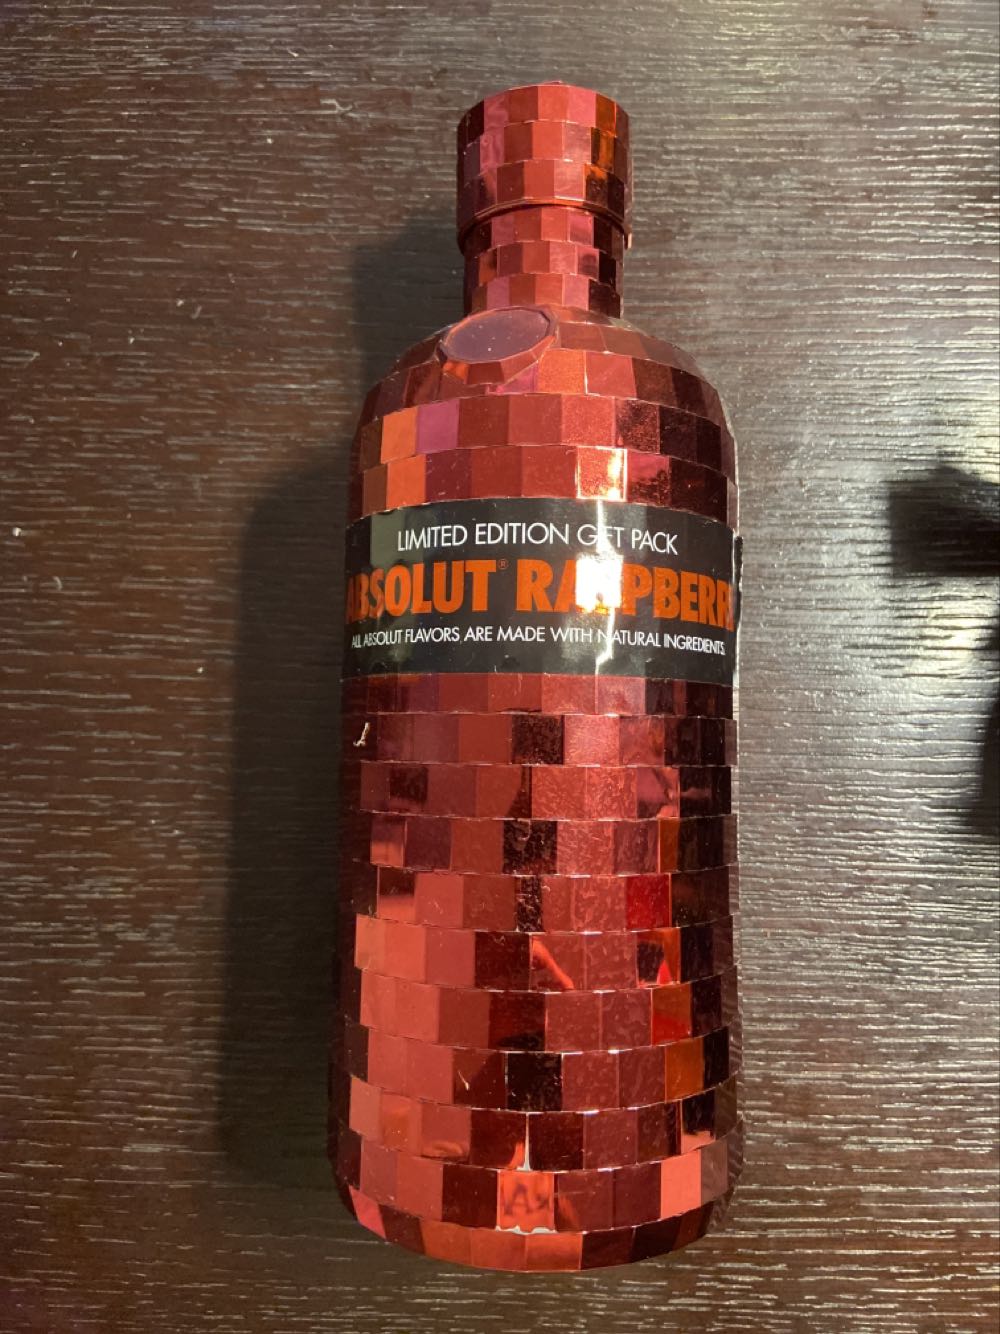 LIMITED EDITION GIFT PACK
ABSOLUT® RASPBERRI
ALL ABSOLUT FLAVORS ARE MADE WITH NATURAL INGREDIENTS.